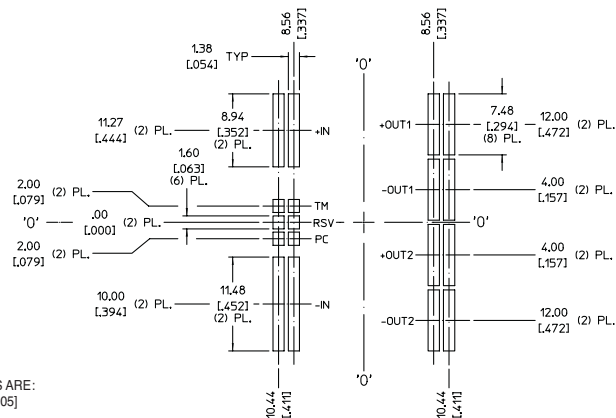 8.56
[.337]
8.56
[.337]
1.38 TYP
[.054]
'0'
'0'
11.27
[.444] (2) PL.
8.94
[.352]
(2) PL.
+IN
+OUT1
7.48
[.294]
(8) PL.
12.00
[.472] (2) PL.
1.60
[.063]
(6) PL.
2.00
[.079] (2) PL.
TM
-OUT1
4.00
[.157] (2) PL.
'0'
.00
[.000] (2) PL.
RSV
'0'
2.00
[.079] (2) PL.
PC
+OUT2
4.00
[.157] (2) PL.
10.00
[.394] (2) PL.
11.48
[.452]
(2) PL.
-IN
-OUT2
12.00
[.472] (2) PL.
'0'
'0'
S ARE:
05]
10.44
[.411]
10.44
[.411]